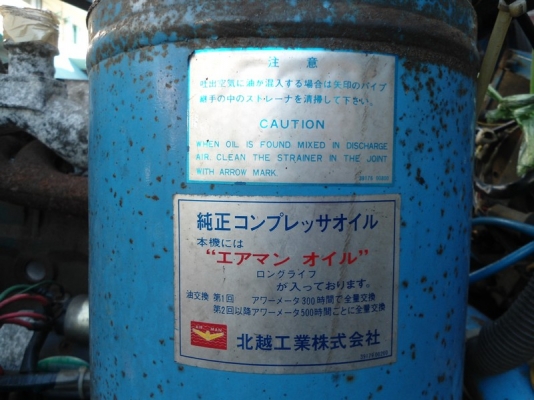 注意
吐出空気に油が混入する場合は矢印のパイプ
継手の中のストレーナを清掃して下さい。
CAUTION
WHEN OIL IS FOUND MIXED IN DISCHARGE
AIR, CLEAN THE STRAINER IN THE JOINT
WITH ARROW MARK.
純正コンプレッサオイル
本機には
“エアマン オイル”
ロングライフ
が入っております。
油交換 第1回 アワーメータ300時間で全量交換
第2回以降アワーメータ500時間ごとに全量交換
AIR MAN
北越工業株式会社